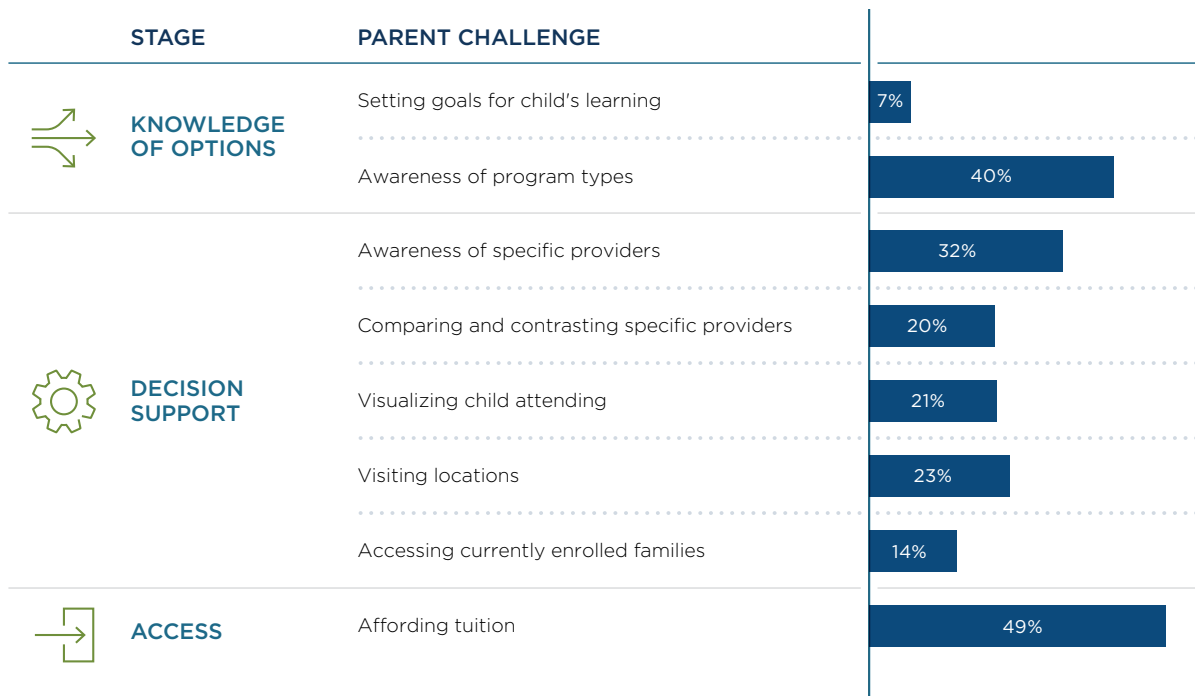 STAGE
PARENT CHALLENGE
KNOWLEDGE
OF OPTIONS
Setting goals for child's learning
7%
Awareness of program types
40%
DECISION
SUPPORT
Awareness of specific providers
32%
Comparing and contrasting specific providers
20%
Visualizing child attending
21%
Visiting locations
23%
Accessing currently enrolled families
14%
ACCESS
Affording tuition
49%